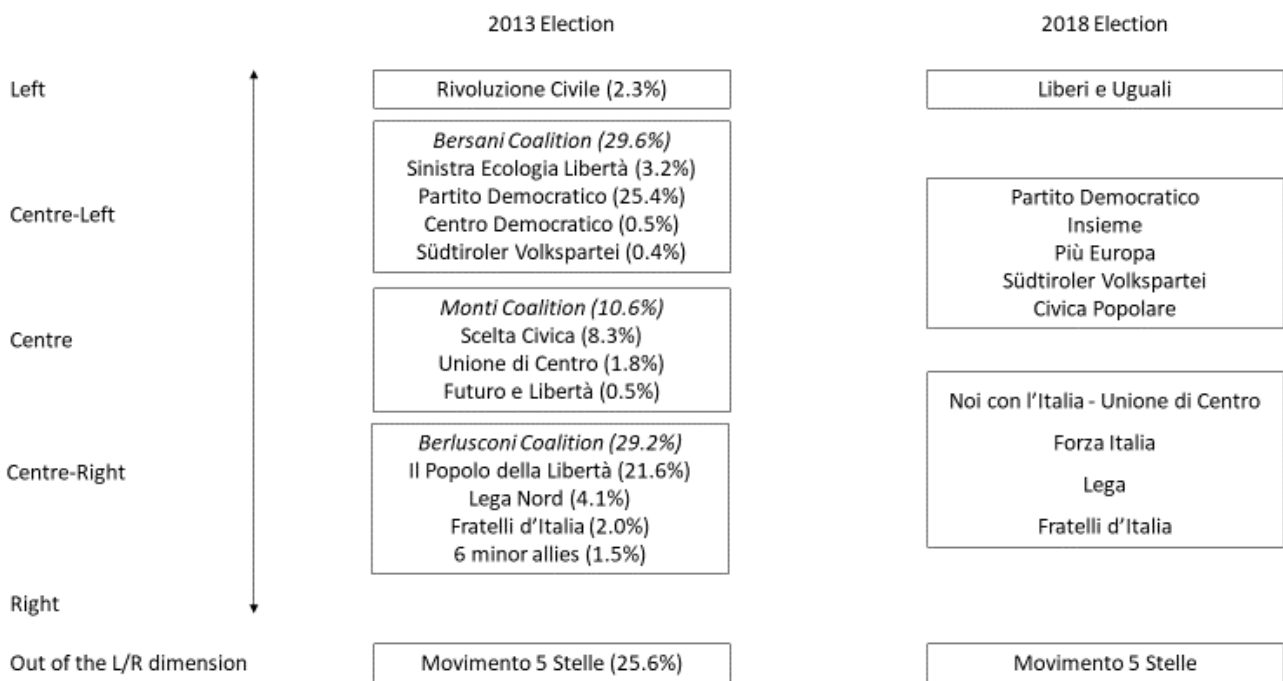 2013 Election
2018 Election
Left
Rivoluzione Civile (2.3%)
Liberi e Uguali
Centre-Left
Bersani Coalition (29.6%)
Sinistra Ecologia Libertà (3.2%)
Partito Democratico (25.4%)
Centro Democratico (0.5%)
Südtiroler Volkspartei (0.4%)
Partito Democratico
Insieme
Più Europa
Südtiroler Volkspartei
Civica Popolare
Centre
Monti Coalition (10.6%)
Scelta Civica (8.3%)
Unione di Centro (1.8%)
Futuro e Libertà (0.5%)
Centre-Right
Berlusconi Coalition (29.2%)
Il Popolo della Libertà (21.6%)
Lega Nord (4.1%)
Fratelli d’Italia (2.0%)
6 minor allies (1.5%)
Noi con l’Italia - Unione di Centro
Forza Italia
Lega
Fratelli d’Italia
Right
Out of the L/R dimension
Movimento 5 Stelle (25.6%)
Movimento 5 Stelle